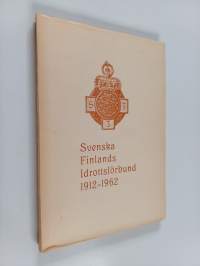 S F
I
Svenska
Finlands
Idrottsförbund
1912-1962